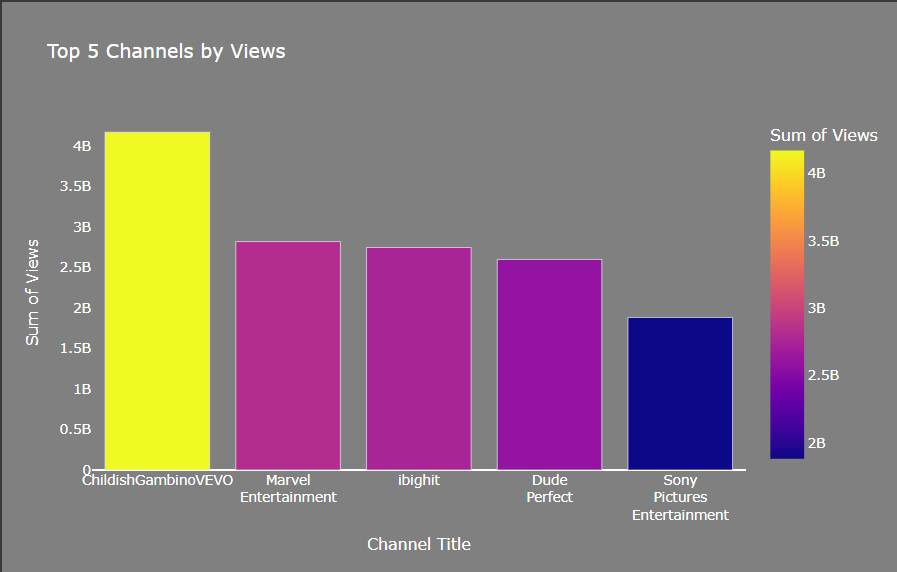 Top 5 Channels by Views
Sum of Views
4B
3.5B
3B
2.5B
2B
1.5B
1B
0.5B
0
ChildishGambinoVEVO
Marvel
Entertainment
ibighit
Dude
Perfect
Sony
Pictures
Entertainment
Channel Title
Sum of Views
4B
3.5B
3B
2.5B
2B